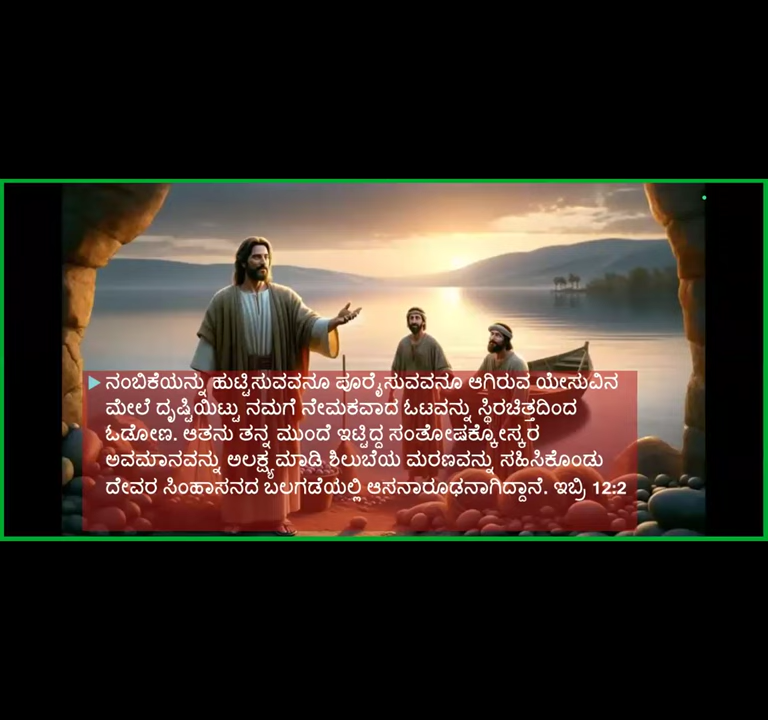 ನಂಬಿಕೆಯನ್ನು ಹುಟ್ಟಿಸುವವನೂ ಪೂರೈಸುವವನೂ ಆಗಿರುವ ಯೇಸುವಿನ
ಮೇಲೆ ದೃಷ್ಟಿಯಿಟ್ಟು ನಮಗೆ ನೇಮಕವಾದ ಓಟವನ್ನು ಸ್ಥಿರಚಿತ್ತದಿಂದ
ಓಡೋಣ. ಆತನು ತನ್ನ ಮುಂದೆ ಇಟ್ಟಿದ್ದ ಸಂತೋಷಕ್ಕೋಸ್ಕರ
ಅವಮಾನವನ್ನು ಅಲಕ್ಷ್ಯಮಾಡಿ ಶಿಲುಬೆಯ ಮರಣವನ್ನು ಸಹಿಸಿಕೊಂಡು
ದೇವರ ಸಿಂಹಾಸನದ ಬಲಗಡೆಯಲ್ಲಿ ಆಸನಾರೂಢನಾಗಿದ್ದಾನೆ. ಇಬ್ರಿ 12:2